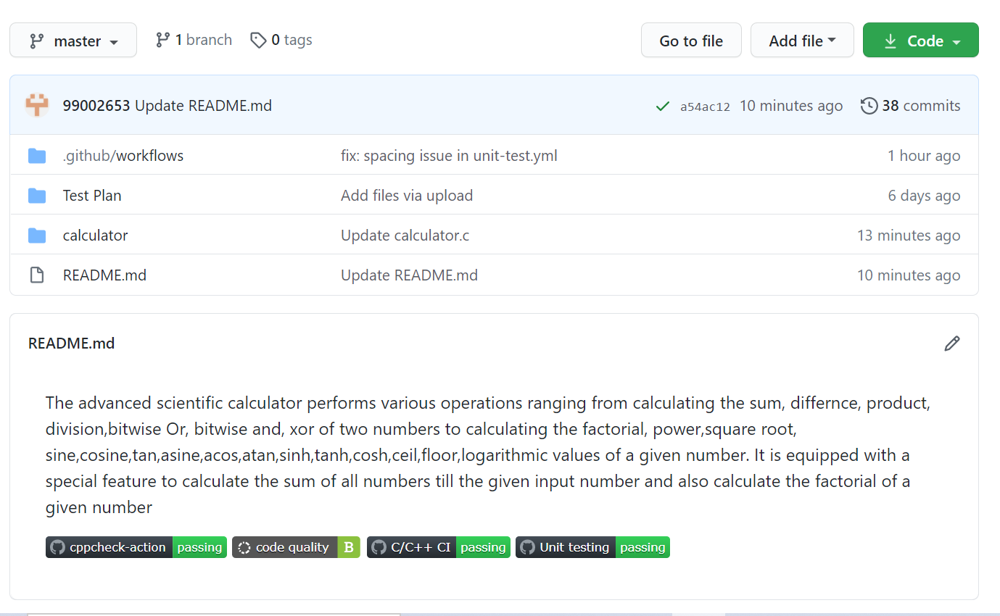 master 1 branch 0 tags Go to file Add file Code
99002653 Update README.md a54ac12 10 minutes ago 38 commits
.github/workflows fix: spacing issue in unit-test.yml 1 hour ago
Test Plan Add files via upload 6 days ago
calculator Update calculator.c 13 minutes ago
README.md Update README.md 10 minutes ago
README.md
The advanced scientific calculator performs various operations ranging from calculating the sum, differnce, product,
division,bitwise Or, bitwise and, xor of two numbers to calculating the factorial, power,square root,
sine,cosine,tan,asine,acos,atan,sinh,tanh,cosh,ceil,floor,logarithmic values of a given number. It is equipped with a
special feature to calculate the sum of all numbers till the given input number and also calculate the factorial of a
given number
cppcheck-action passing code quality B C/C++ CI passing Unit testing passing